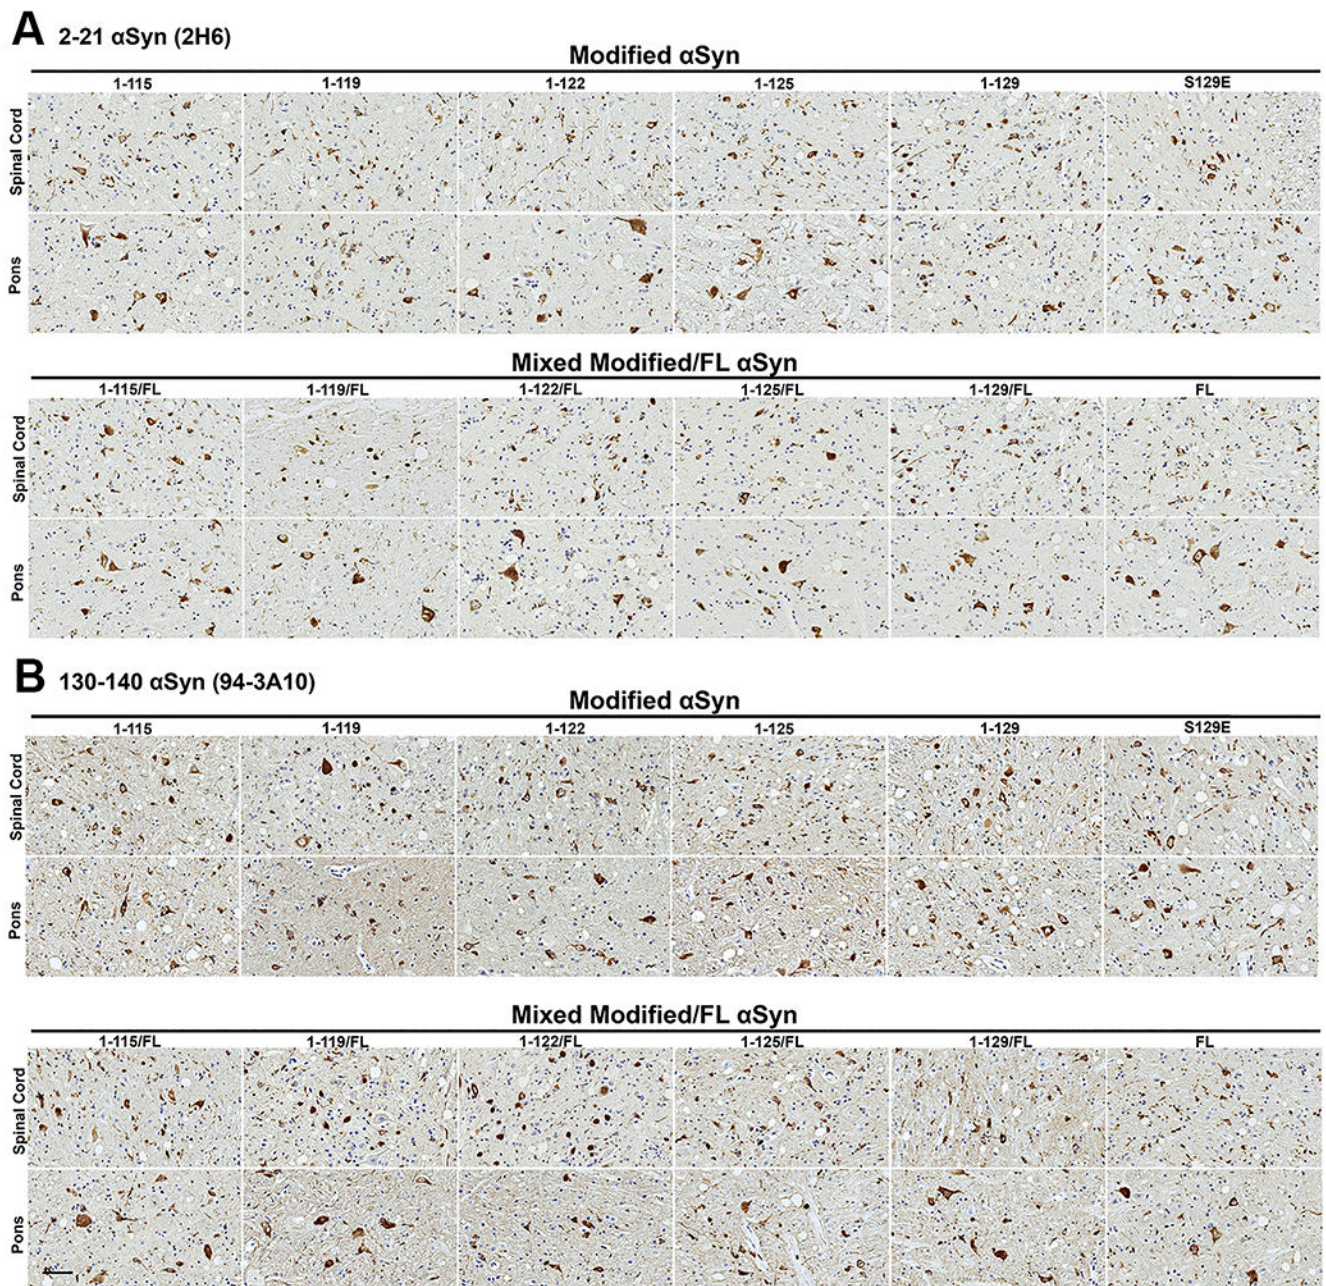 A 2-21 αSyn (2H6)
Modified αSyn
1-115 1-119 1-122 1-125 1-129 S129E
Spinal Cord
Pons
Mixed Modified/FL αSyn
1-115/FL 1-119/FL 1-122/FL 1-125/FL 1-129/FL FL
Spinal Cord
Pons
B 130-140 αSyn (94-3A10)
Modified αSyn
1-115 1-119 1-122 1-125 1-129 S129E
Spinal Cord
Pons
Mixed Modified/FL αSyn
1-115/FL 1-119/FL 1-122/FL 1-125/FL 1-129/FL FL
Spinal Cord
Pons